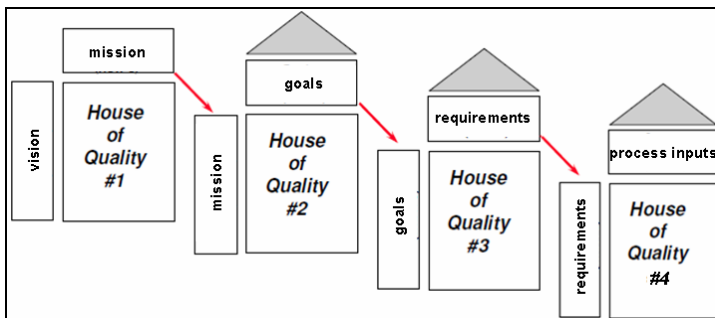 mission
vision
House
of
Quality
#1
goals
mission
House
of
Quality
#2
requirements
goals
House
of
Quality
#3
process inputs
requirements
House
of
Quality
#4